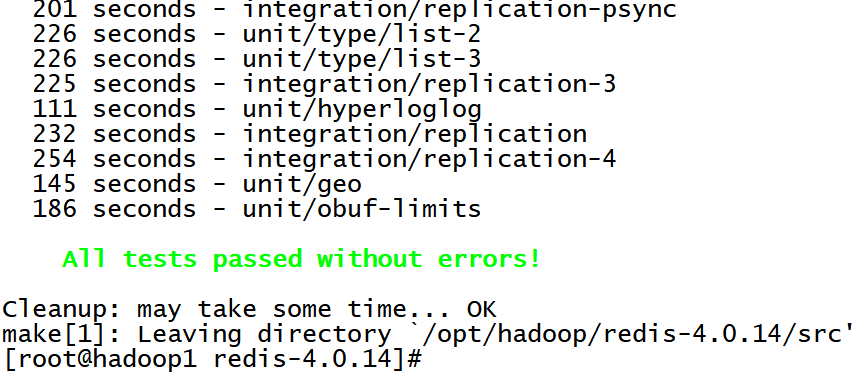 201 seconds - integration/replication-psync
226 seconds - unit/type/list-2
226 seconds - unit/type/list-3
225 seconds - integration/replication-3
111 seconds - unit/hyperloglog
232 seconds - integration/replication
254 seconds - integration/replication-4
145 seconds - unit/geo
186 seconds - unit/obuf-limits
All tests passed without errors!
Cleanup: may take some time... OK
make[1]: Leaving directory `/opt/hadoop/redis-4.0.14/src'
[root@hadoop1 redis-4.0.14]#